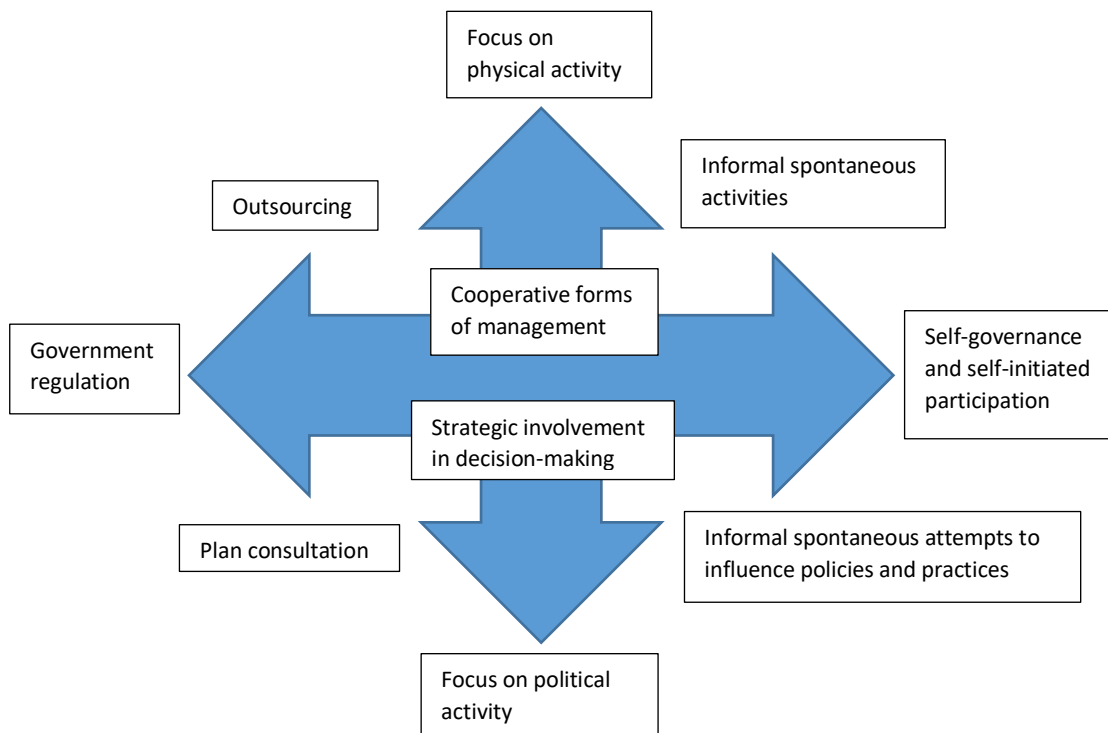 Focus on
physical activity
Informal spontaneous
activities
Outsourcing
Cooperative forms
of management
Government
regulation
Self-governance
and self-initiated
participation
Strategic involvement
in decision-making
Plan consultation
Informal spontaneous attempts to
influence policies and practices
Focus on political
activity